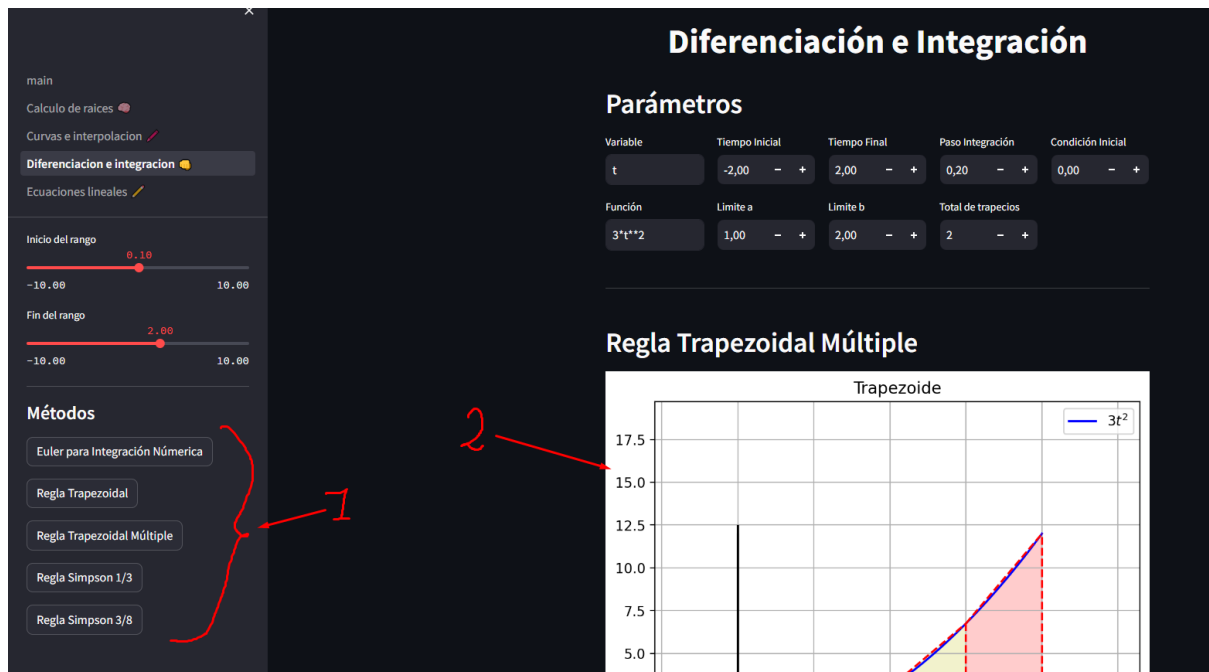 ×
main
Calculo de raices 🧠
Curvas e interpolacion
Diferenciacion e integracion 👊
Ecuaciones lineales
Inicio del rango
0.10
-10.00 10.00
Fin del rango
2.00
-10.00 10.00
Métodos
Euler para Integración Númerica
Regla Trapezoidal
Regla Trapezoidal Múltiple
Regla Simpson 1/3
Regla Simpson 3/8
1
2
Diferenciación e Integración
Parámetros
Variable Tiempo Inicial Tiempo Final Paso Integración Condición Inicial
t -2,00 − + 2,00 − + 0,20 − + 0,00 − +
Función Limite a Limite b Total de trapecios
3*t**2 1,00 − + 2,00 − + 2 − +
Regla Trapezoidal Múltiple
Trapezoide
3t²
17.5
15.0
12.5
10.0
7.5
5.0